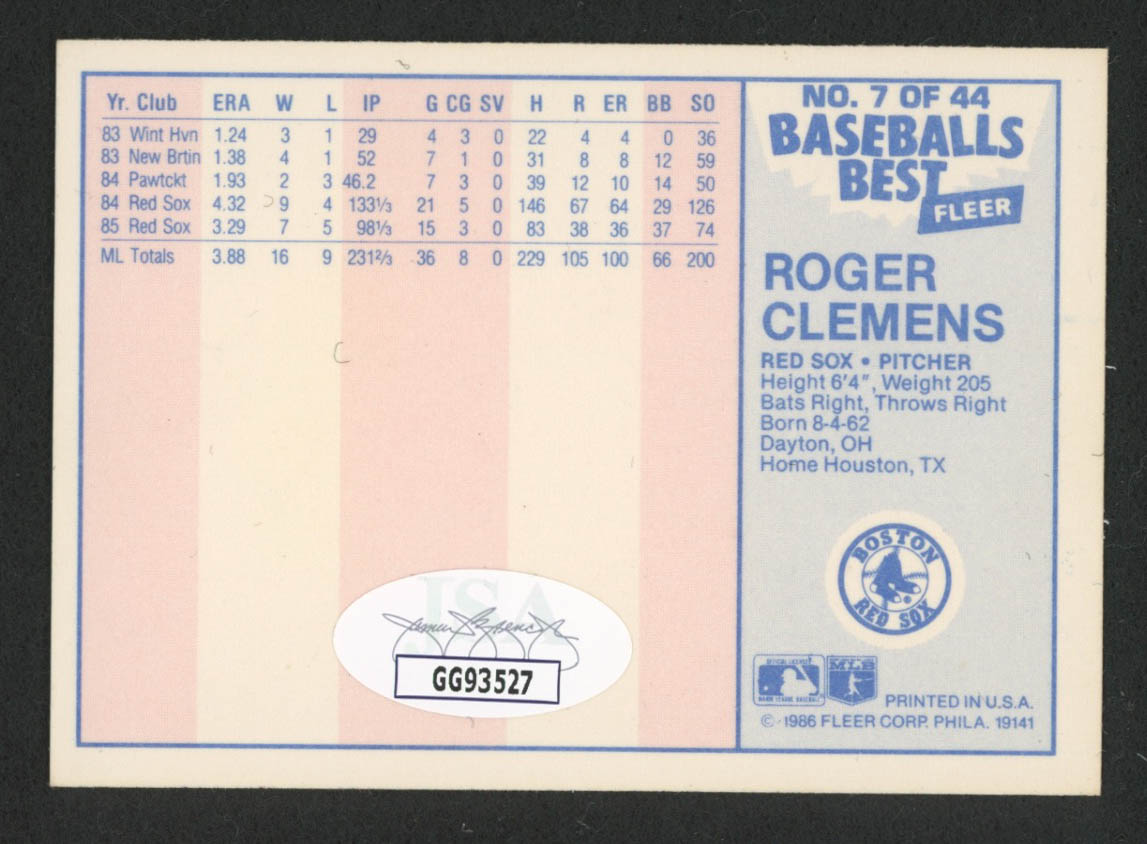 Yr. Club ERA W L IP G CG SV H R ER BB SO
83 Wint Hvn 1.24 3 1 29 4 3 0 22 4 4 0 36
83 New Brtin 1.38 4 1 52 7 1 0 31 8 8 12 59
84 Pawtckt 1.93 2 3 46.2 7 3 0 39 12 10 14 50
84 Red Sox 4.32 9 4 133⅓ 21 5 0 146 67 64 29 126
85 Red Sox 3.29 7 5 98⅓ 15 3 0 83 38 36 37 74
ML Totals 3.88 16 9 231⅔ 36 8 0 229 105 100 66 200
NO. 7 OF 44
BASEBALLS
BEST
FLEER
ROGER
CLEMENS
RED SOX • PITCHER
Height 6'4", Weight 205
Bats Right, Throws Right
Born 8-4-62
Dayton, OH
Home Houston, TX
BOSTON
RED SOX
MLB
PRINTED IN U.S.A.
© 1986 FLEER CORP. PHILA. 19141
JSA
GG93527